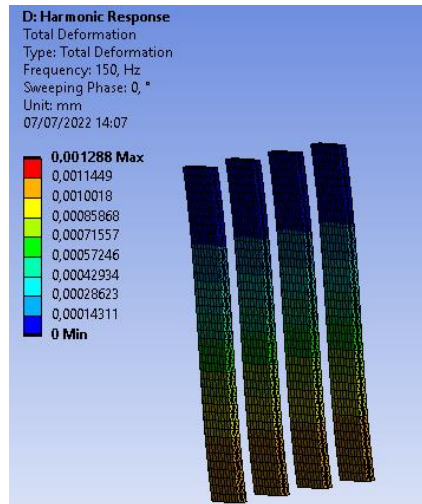 D: Harmonic Response
Total Deformation
Type: Total Deformation
Frequency: 150, Hz
Sweeping Phase: 0, °
Unit: mm
07/07/2022 14:07
0,001288 Max
0,0011449
0,0010018
0,00085868
0,00071557
0,00057246
0,00042934
0,00028623
0,00014311
0 Min